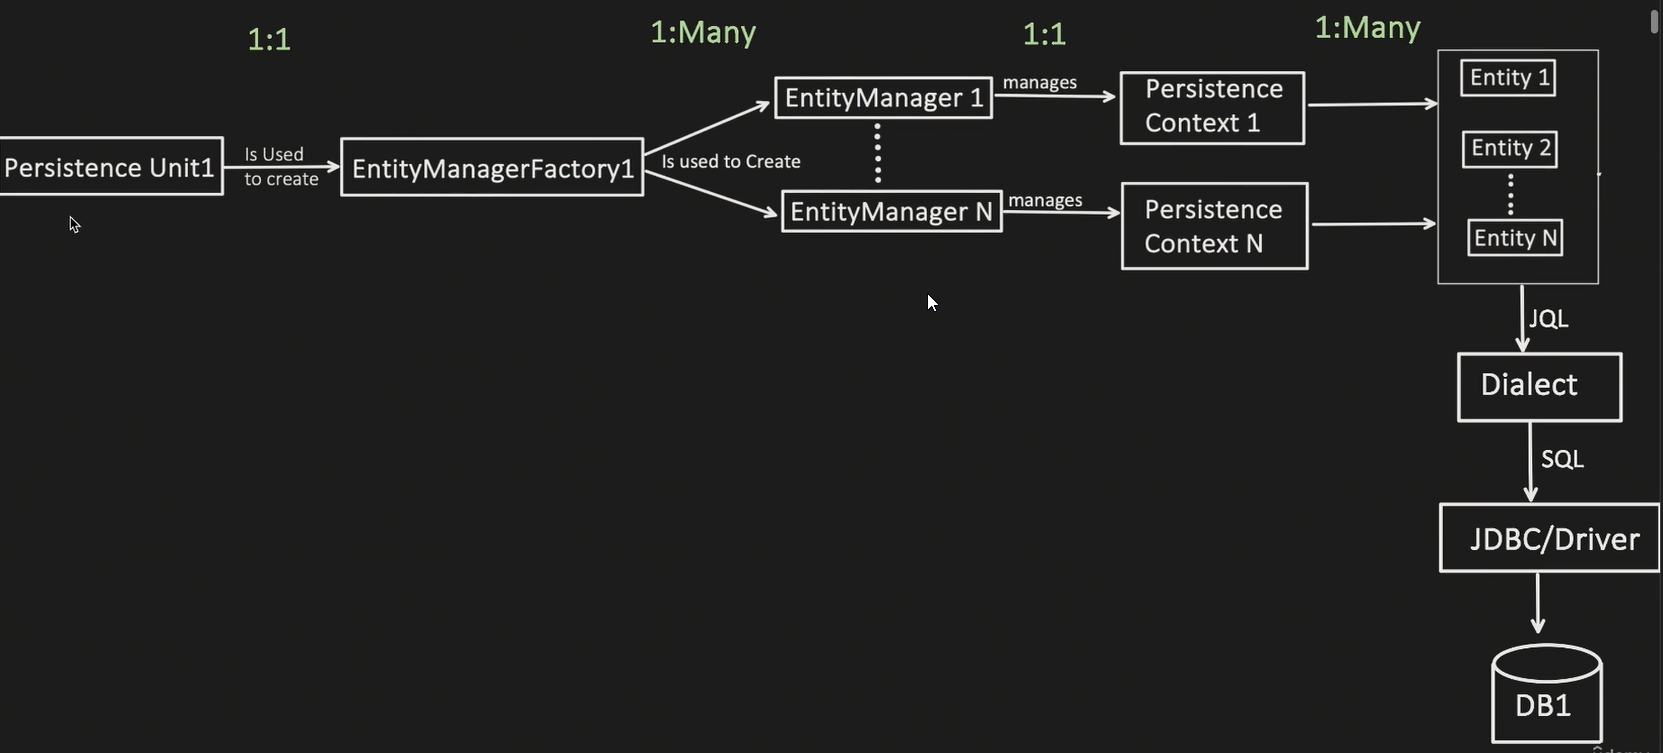 1:1
1:Many
1:1
1:Many
Persistence Unit1
Is Used
to create
EntityManagerFactory1
Is used to Create
EntityManager 1
manages
Persistence
Context 1
EntityManager N
manages
Persistence
Context N
Entity 1
Entity 2
Entity N
JQL
Dialect
SQL
JDBC/Driver
DB1